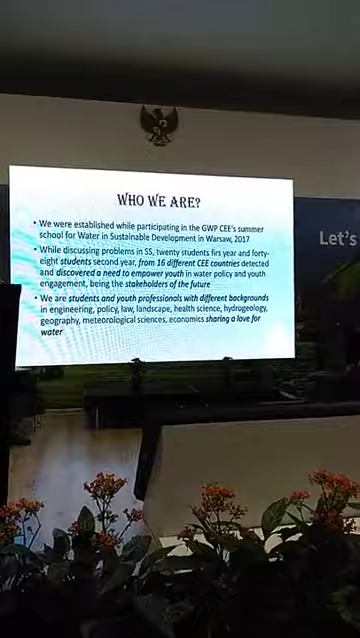 WHO WE ARE?
• We were established while participating in the GWP CEE's summer
school for Water in Sustainable Development in Warsaw, 2017
• While discussing problems in SS, twenty students firs year and forty-
eight students second year, from 16 different CEE countries detected
and discovered a need to empower youth in water policy and youth
engagement, being the stakeholders of the future
• We are students and youth professionals with different backgrounds
in engineering, policy, law, landscape, health science, hydrogeology,
geography, meteorological sciences, economics sharing a love for
water
Let's